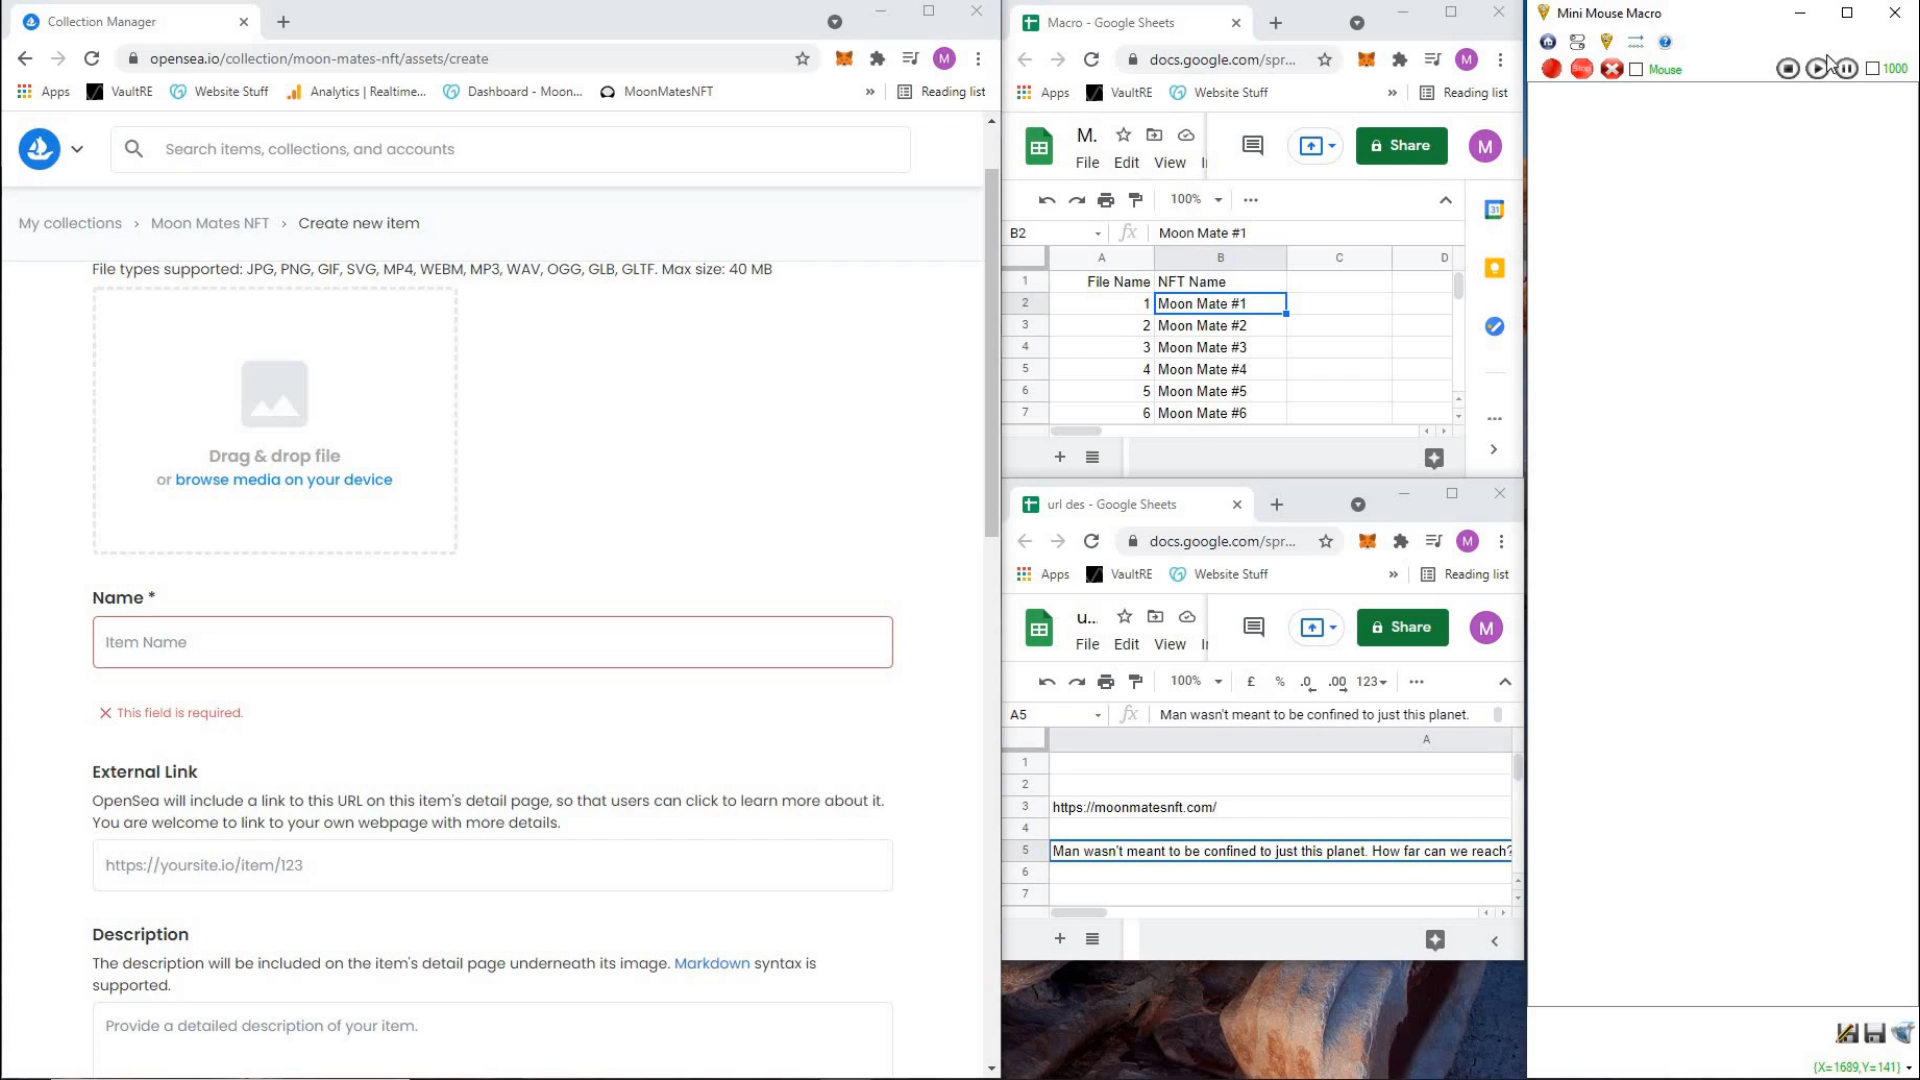 Collection Manager
opensea.io/collection/moon-mates-nft/assets/create
M
Apps
VaultRE
Website Stuff
Analytics | Realtime...
Dashboard - Moon...
MoonMatesNFT
»
Reading list
Search items, collections, and accounts
My collections > Moon Mates NFT > Create new item
File types supported: JPG, PNG, GIF, SVG, MP4, WEBM, MP3, WAV, OGG, GLB, GLTF. Max size: 40 MB
Drag & drop file
or browse media on your device
Name *
Item Name
This field is required.
External Link
OpenSea will include a link to this URL on this item's detail page, so that users can click to learn more about it.
You are welcome to link to your own webpage with more details.
https://yoursite.io/item/123
Description
The description will be included on the item's detail page underneath its image. Markdown syntax is
supported.
Provide a detailed description of your item.
Macro - Google Sheets
docs.google.com/spr...
M
Apps
VaultRE
Website Stuff
»
Reading list
M.
File Edit View
Share
M
100%
31
B2
fx
Moon Mate #1
A B C D
1 File Name NFT Name
2 1 Moon Mate #1
3 2 Moon Mate #2
4 3 Moon Mate #3
5 4 Moon Mate #4
6 5 Moon Mate #5
7 6 Moon Mate #6
url des - Google Sheets
docs.google.com/spr...
M
Apps
VaultRE
Website Stuff
»
Reading list
u...
File Edit View
Share
M
100% £ % .0 .00 123
A5
fx
Man wasn't meant to be confined to just this planet.
A
1
2
3 https://moonmatesnft.com/
4
5 Man wasn't meant to be confined to just this planet. How far can we reach?
6
7
Mini Mouse Macro
Stop
Mouse
1000
{X=1689,Y=141}